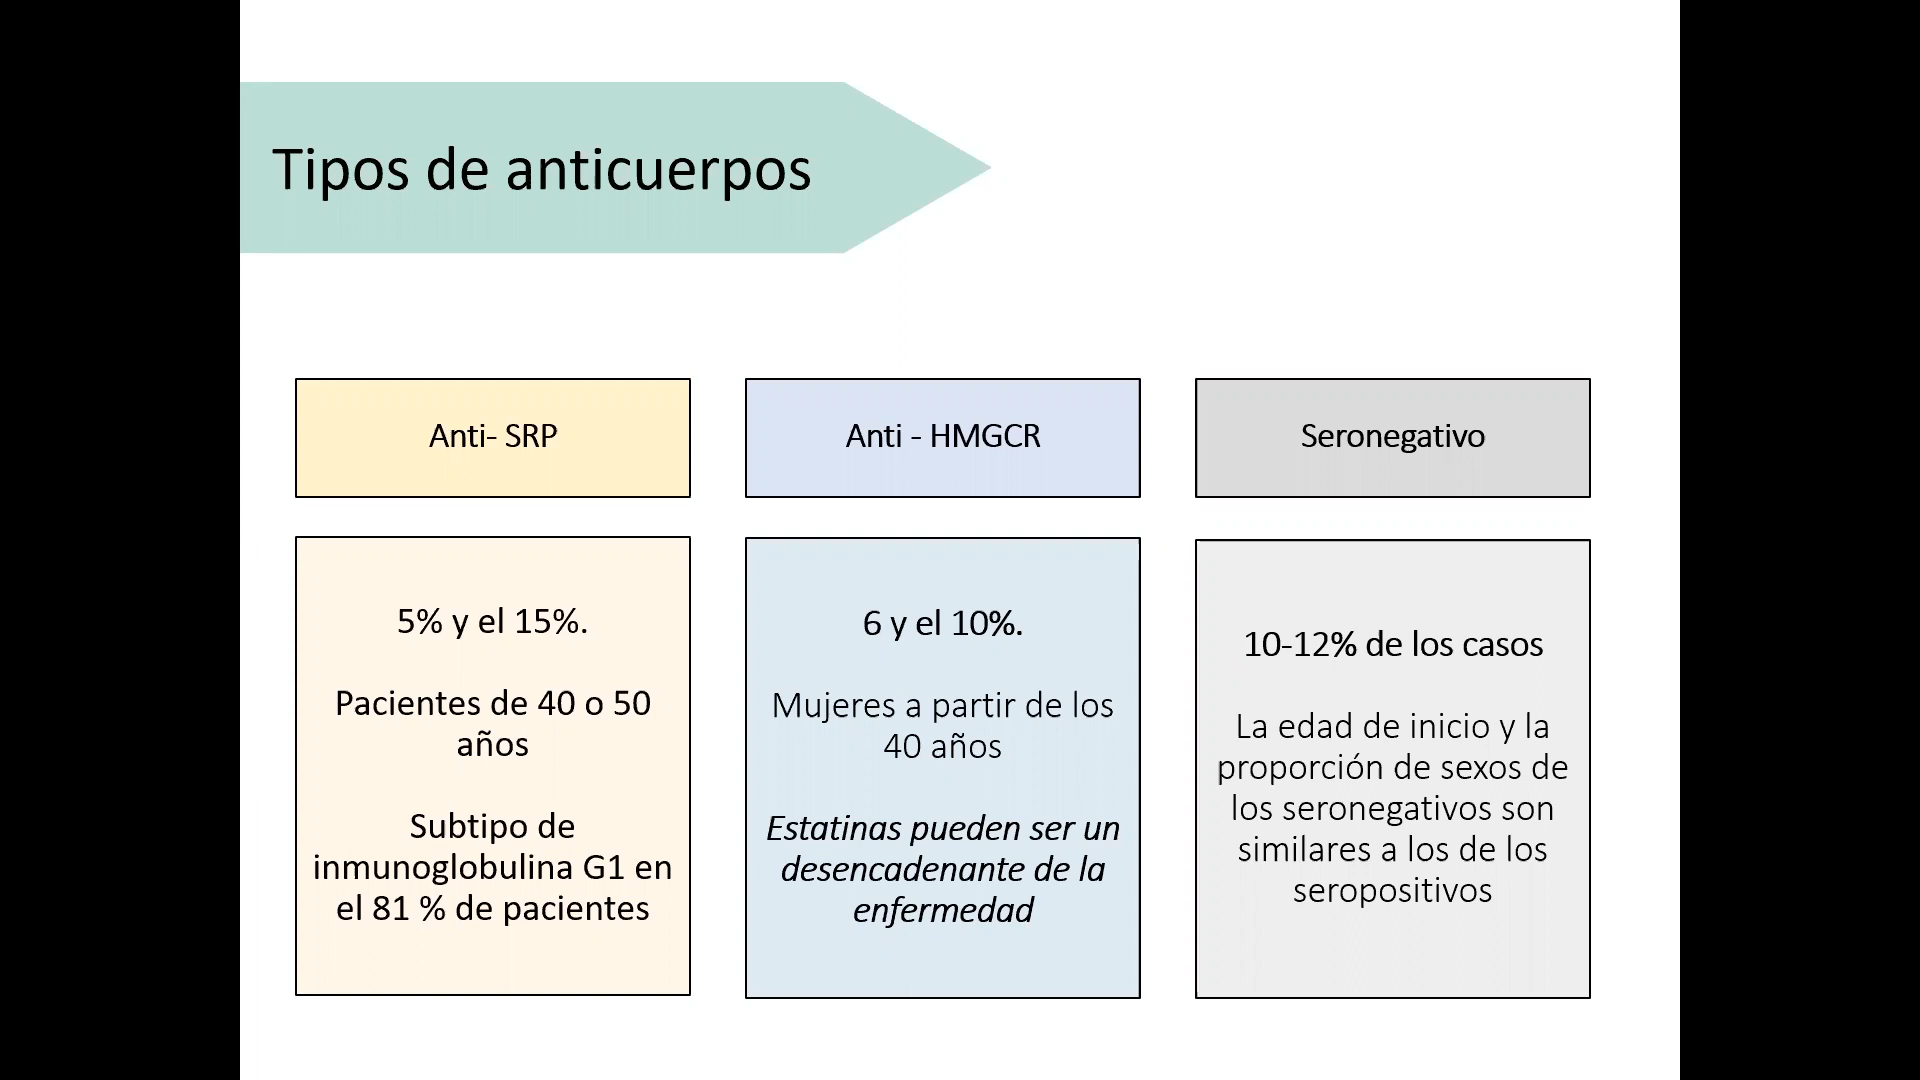 Tipos de anticuerpos
Anti- SRP
5% y el 15%.
Pacientes de 40 o 50
años
Subtipo de
inmunoglobulina G1 en
el 81 % de pacientes
Anti - HMGCR
6 y el 10%.
Mujeres a partir de los
40 años
Estatinas pueden ser un
desencadenante de la
enfermedad
Seronegativo
10-12% de los casos
La edad de inicio y la
proporción de sexos de
los seronegativos son
similares a los de los
seropositivos